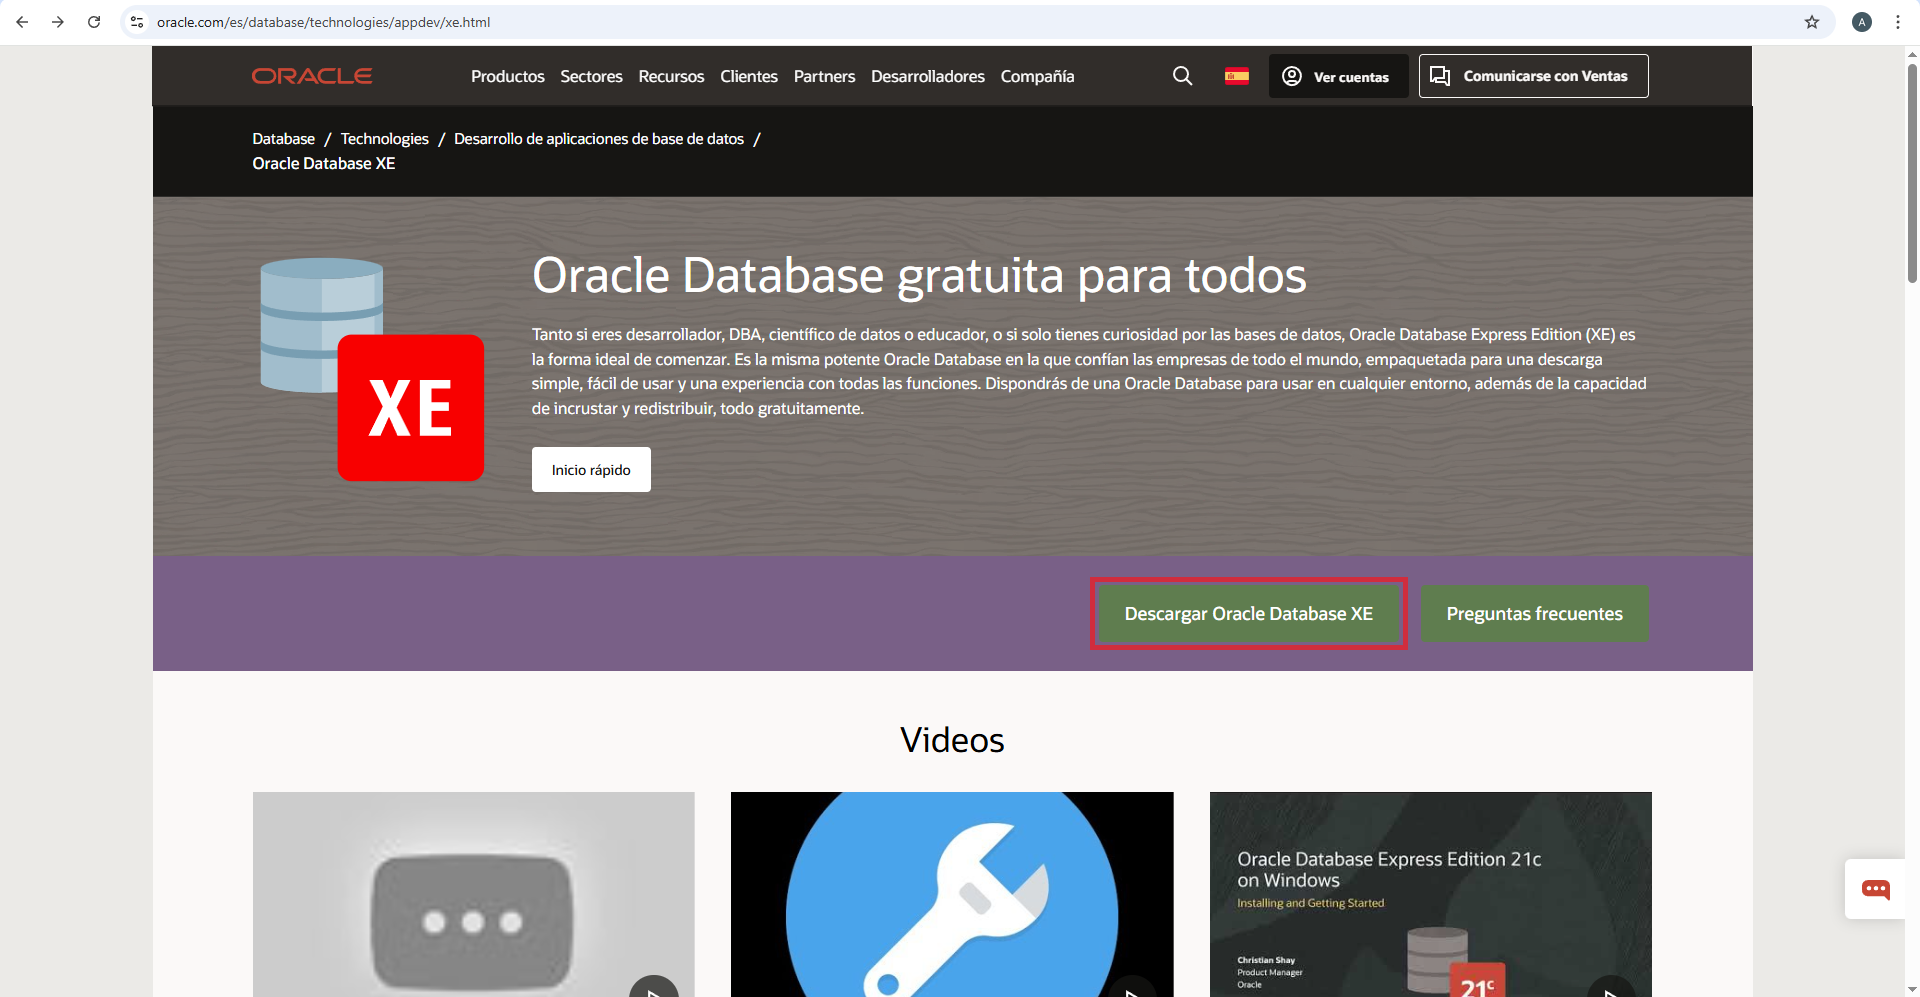 oracle.com/es/database/technologies/appdev/xe.html
A
ORACLE
Productos Sectores Recursos Clientes Partners Desarrolladores Compañía
Ver cuentas
Comunicarse con Ventas
Database / Technologies / Desarrollo de aplicaciones de base de datos /
Oracle Database XE
XE
Oracle Database gratuita para todos
Tanto si eres desarrollador, DBA, científico de datos o educador, o si solo tienes curiosidad por las bases de datos, Oracle Database Express Edition (XE) es
la forma ideal de comenzar. Es la misma potente Oracle Database en la que confían las empresas de todo el mundo, empaquetada para una descarga
simple, fácil de usar y una experiencia con todas las funciones. Dispondrás de una Oracle Database para usar en cualquier entorno, además de la capacidad
de incrustar y redistribuir, todo gratuitamente.
Inicio rápido
Descargar Oracle Database XE
Preguntas frecuentes
Videos
Oracle Database Express Edition 21c
on Windows
Installing and Getting Started
Christian Shay
Product Manager
Oracle
21c